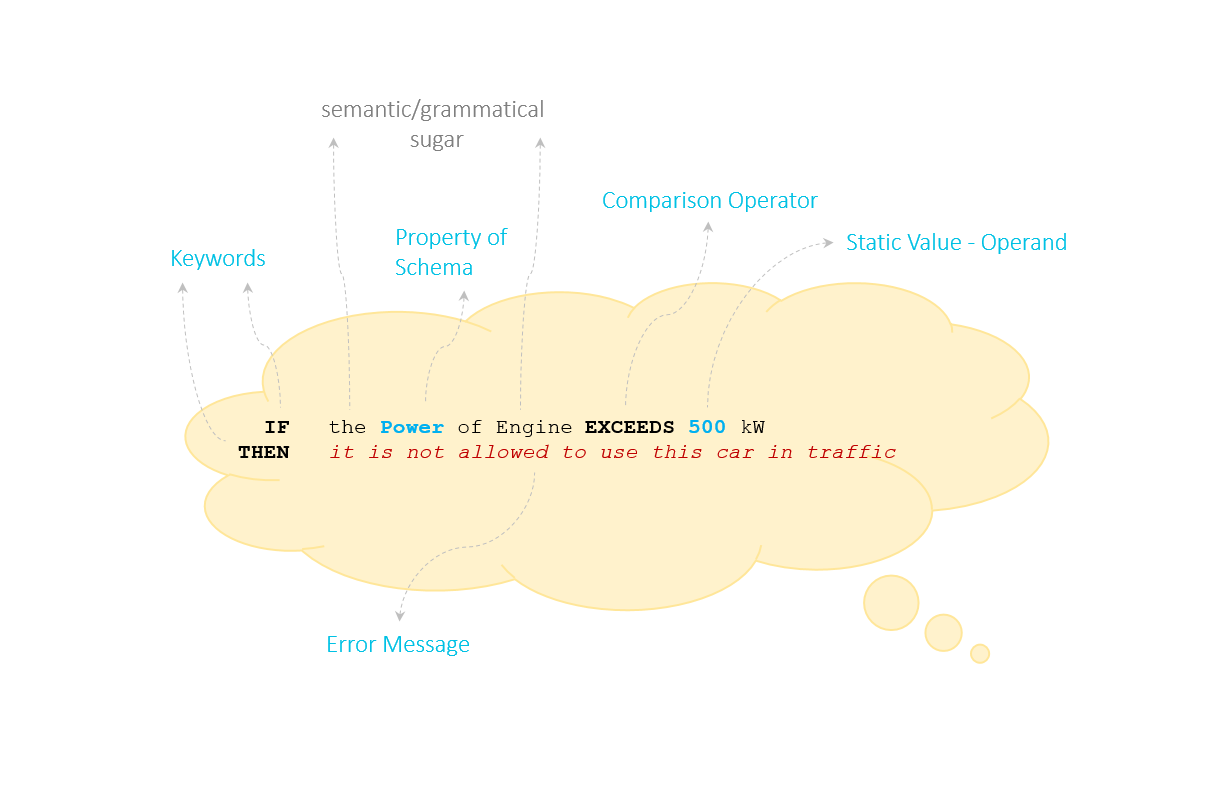 semantic/grammatical
sugar
Comparison Operator
Property of
Schema
Static Value - Operand
Keywords
IF the Power of Engine EXCEEDS 500 kW
THEN it is not allowed to use this car in traffic
Error Message